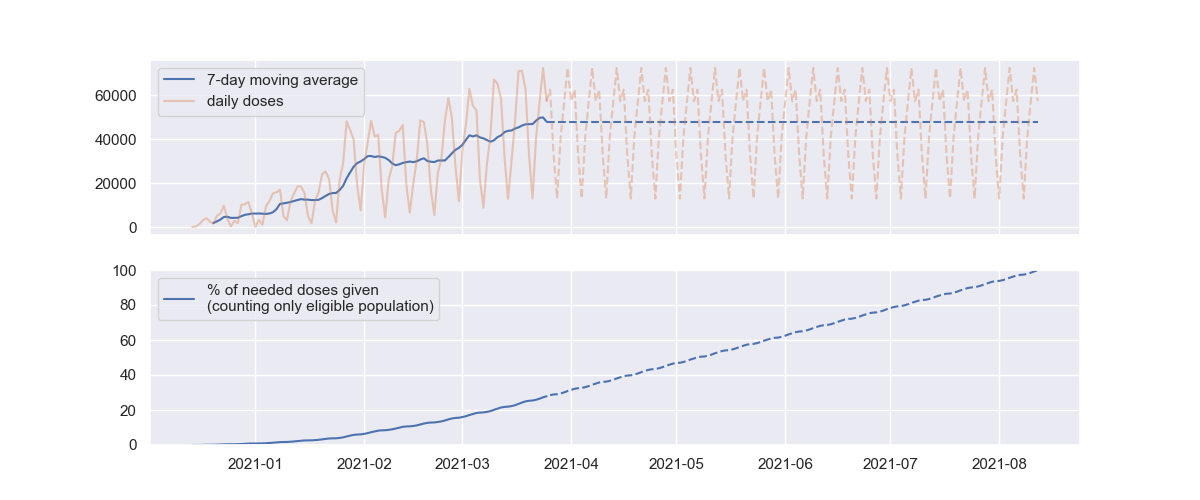 7-day moving average
daily doses
60000
40000
20000
0
% of needed doses given
(counting only eligible population)
100
80
60
40
20
0
2021-01 2021-02 2021-03 2021-04 2021-05 2021-06 2021-07 2021-08